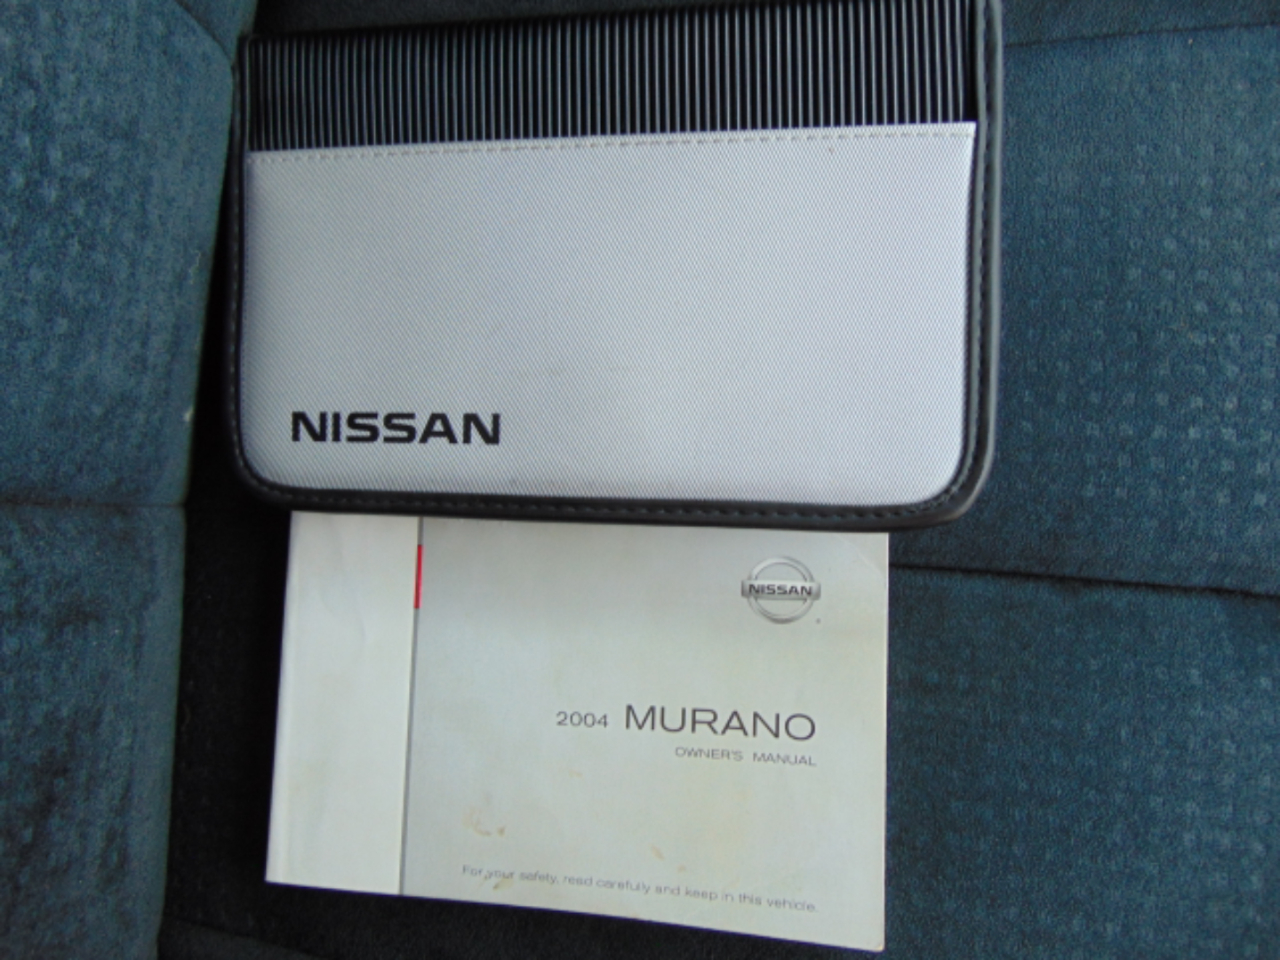 NISSAN
NISSAN
2004 MURANO
OWNER'S MANUAL
For your safety, read carefully and keep in this vehicle.